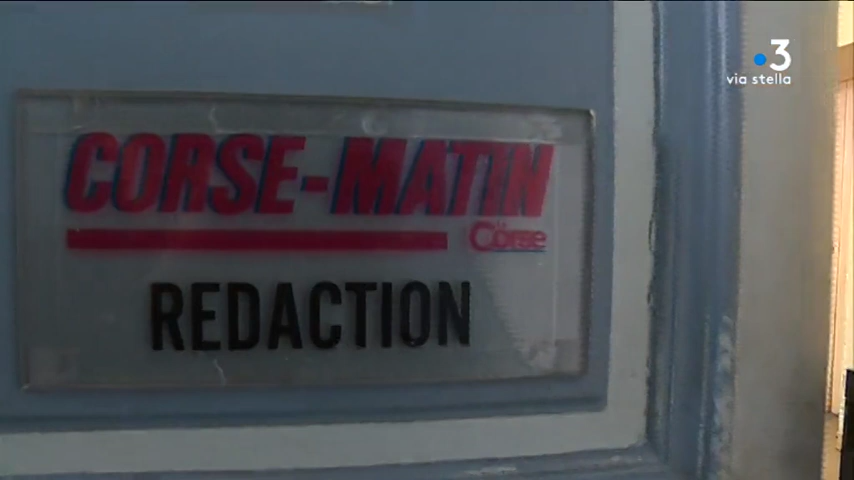 3
via stella
CORSE-MATIN
Corse
REDACTION